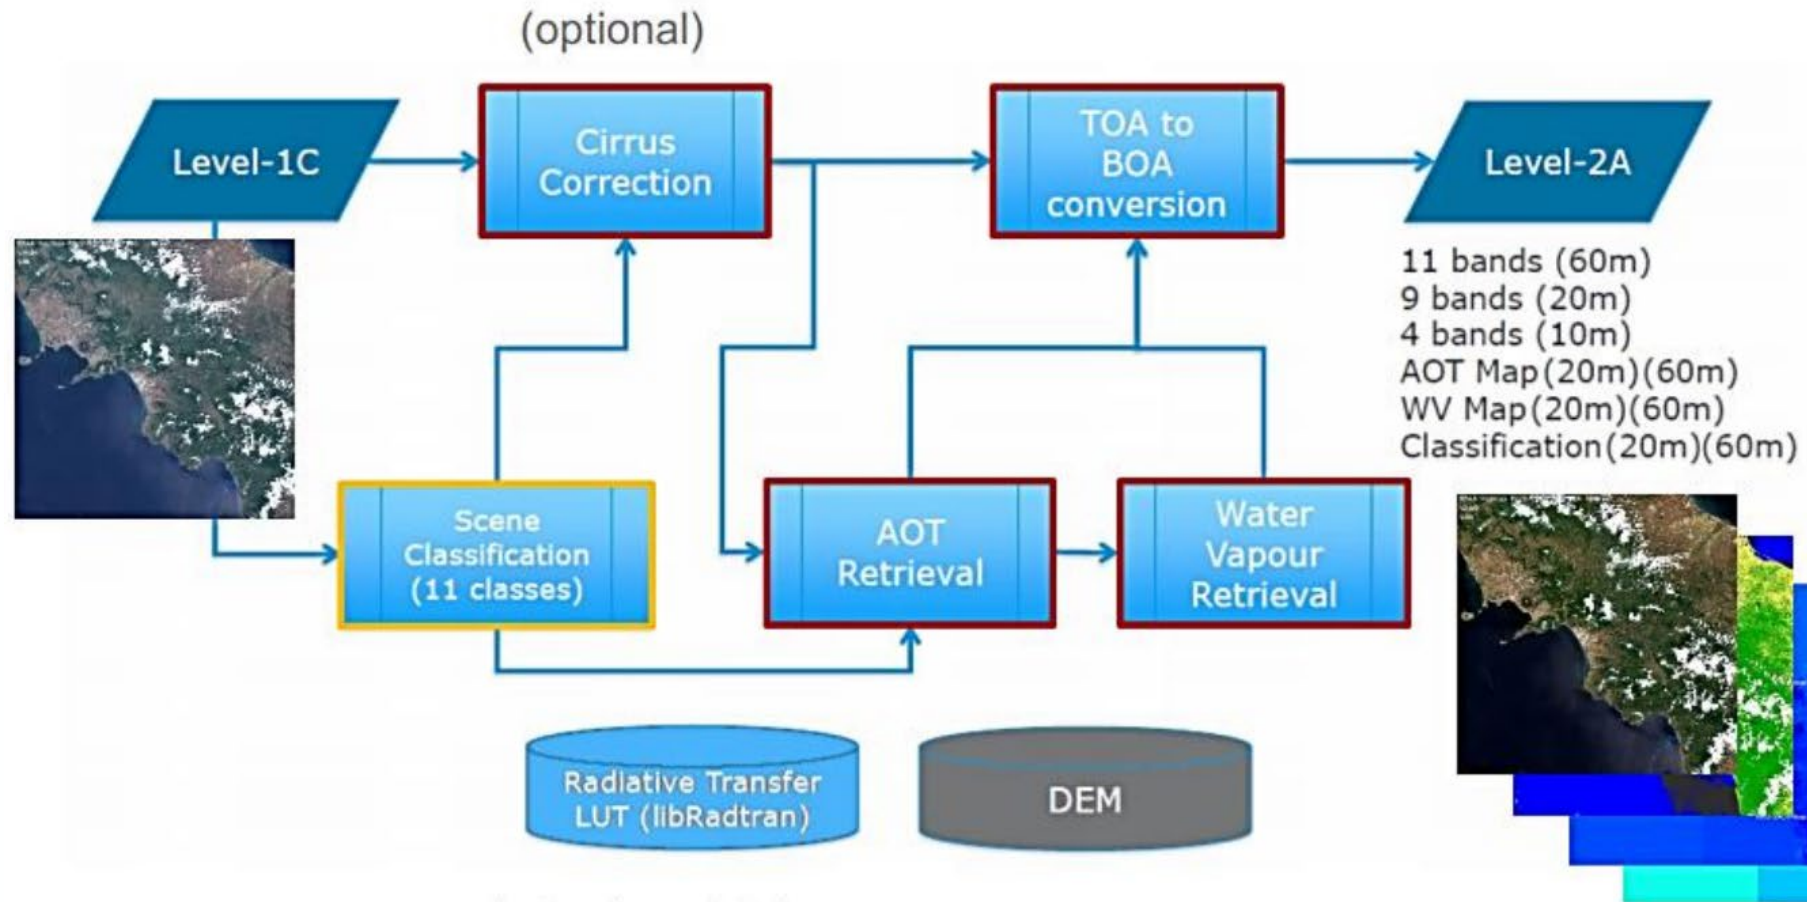 (optional)
Level-1C
Cirrus
Correction
TOA to
BOA
conversion
Level-2A
11 bands (60m)
9 bands (20m)
4 bands (10m)
AOT Map(20m)(60m)
WV Map(20m)(60m)
Classification(20m)(60m)
Scene
Classification
(11 classes)
AOT
Retrieval
Water
Vapour
Retrieval
Radiative Transfer
LUT (libRadtran)
DEM